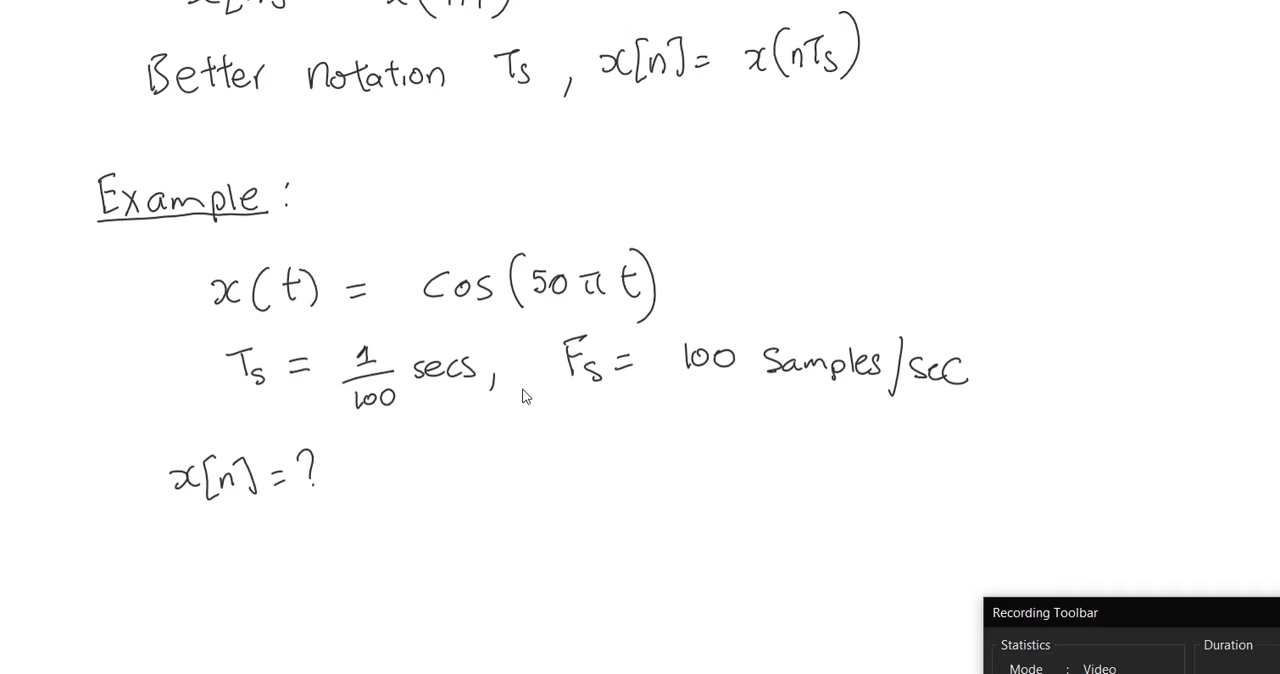 Better notation Ts, x[n] = x(nTs)
Example:
x(t) = Cos(50πt)
Ts = 1/100 secs, Fs = 100 Samples/sec
x[n] = ?
Recording Toolbar
Statistics
Duration
Mode : Video